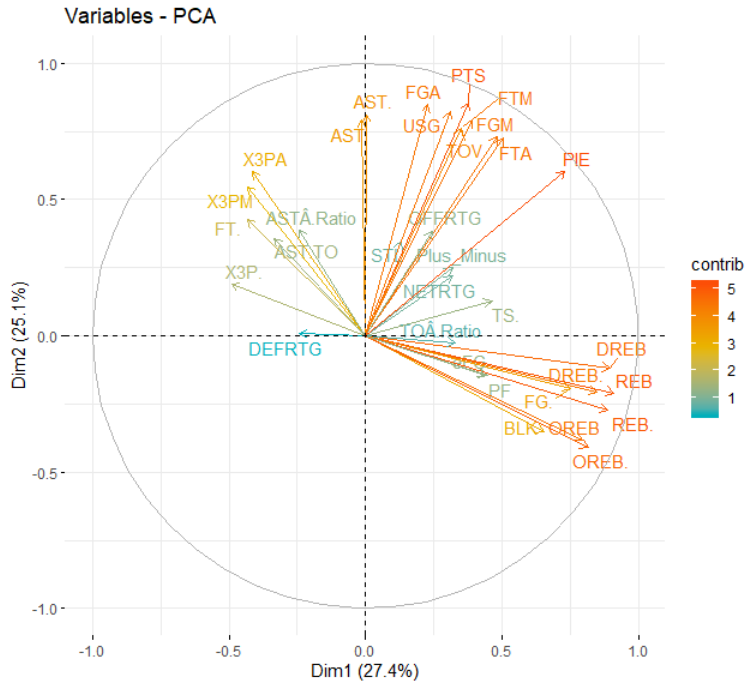 Variables - PCA
1.0
PTS
FGA
FTM
AST.
AST
USG
FGM
TOV
FTA
PIE
X3PA
0.5
X3PM
ASTÂ.Ratio
OFFRTG
FT.
AST.TO
STL
Plus_Minus
X3P.
NETRTG
TS.
contrib
5
4
3
2
1
0.0
DEFRTG
TOÂ.Ratio
DREB
DREB.
REB
PF
FG.
REB.
BLK
OREB
OREB.
-0.5
-1.0
Dim2 (25.1%)
-1.0
-0.5
0.0
0.5
1.0
Dim1 (27.4%)